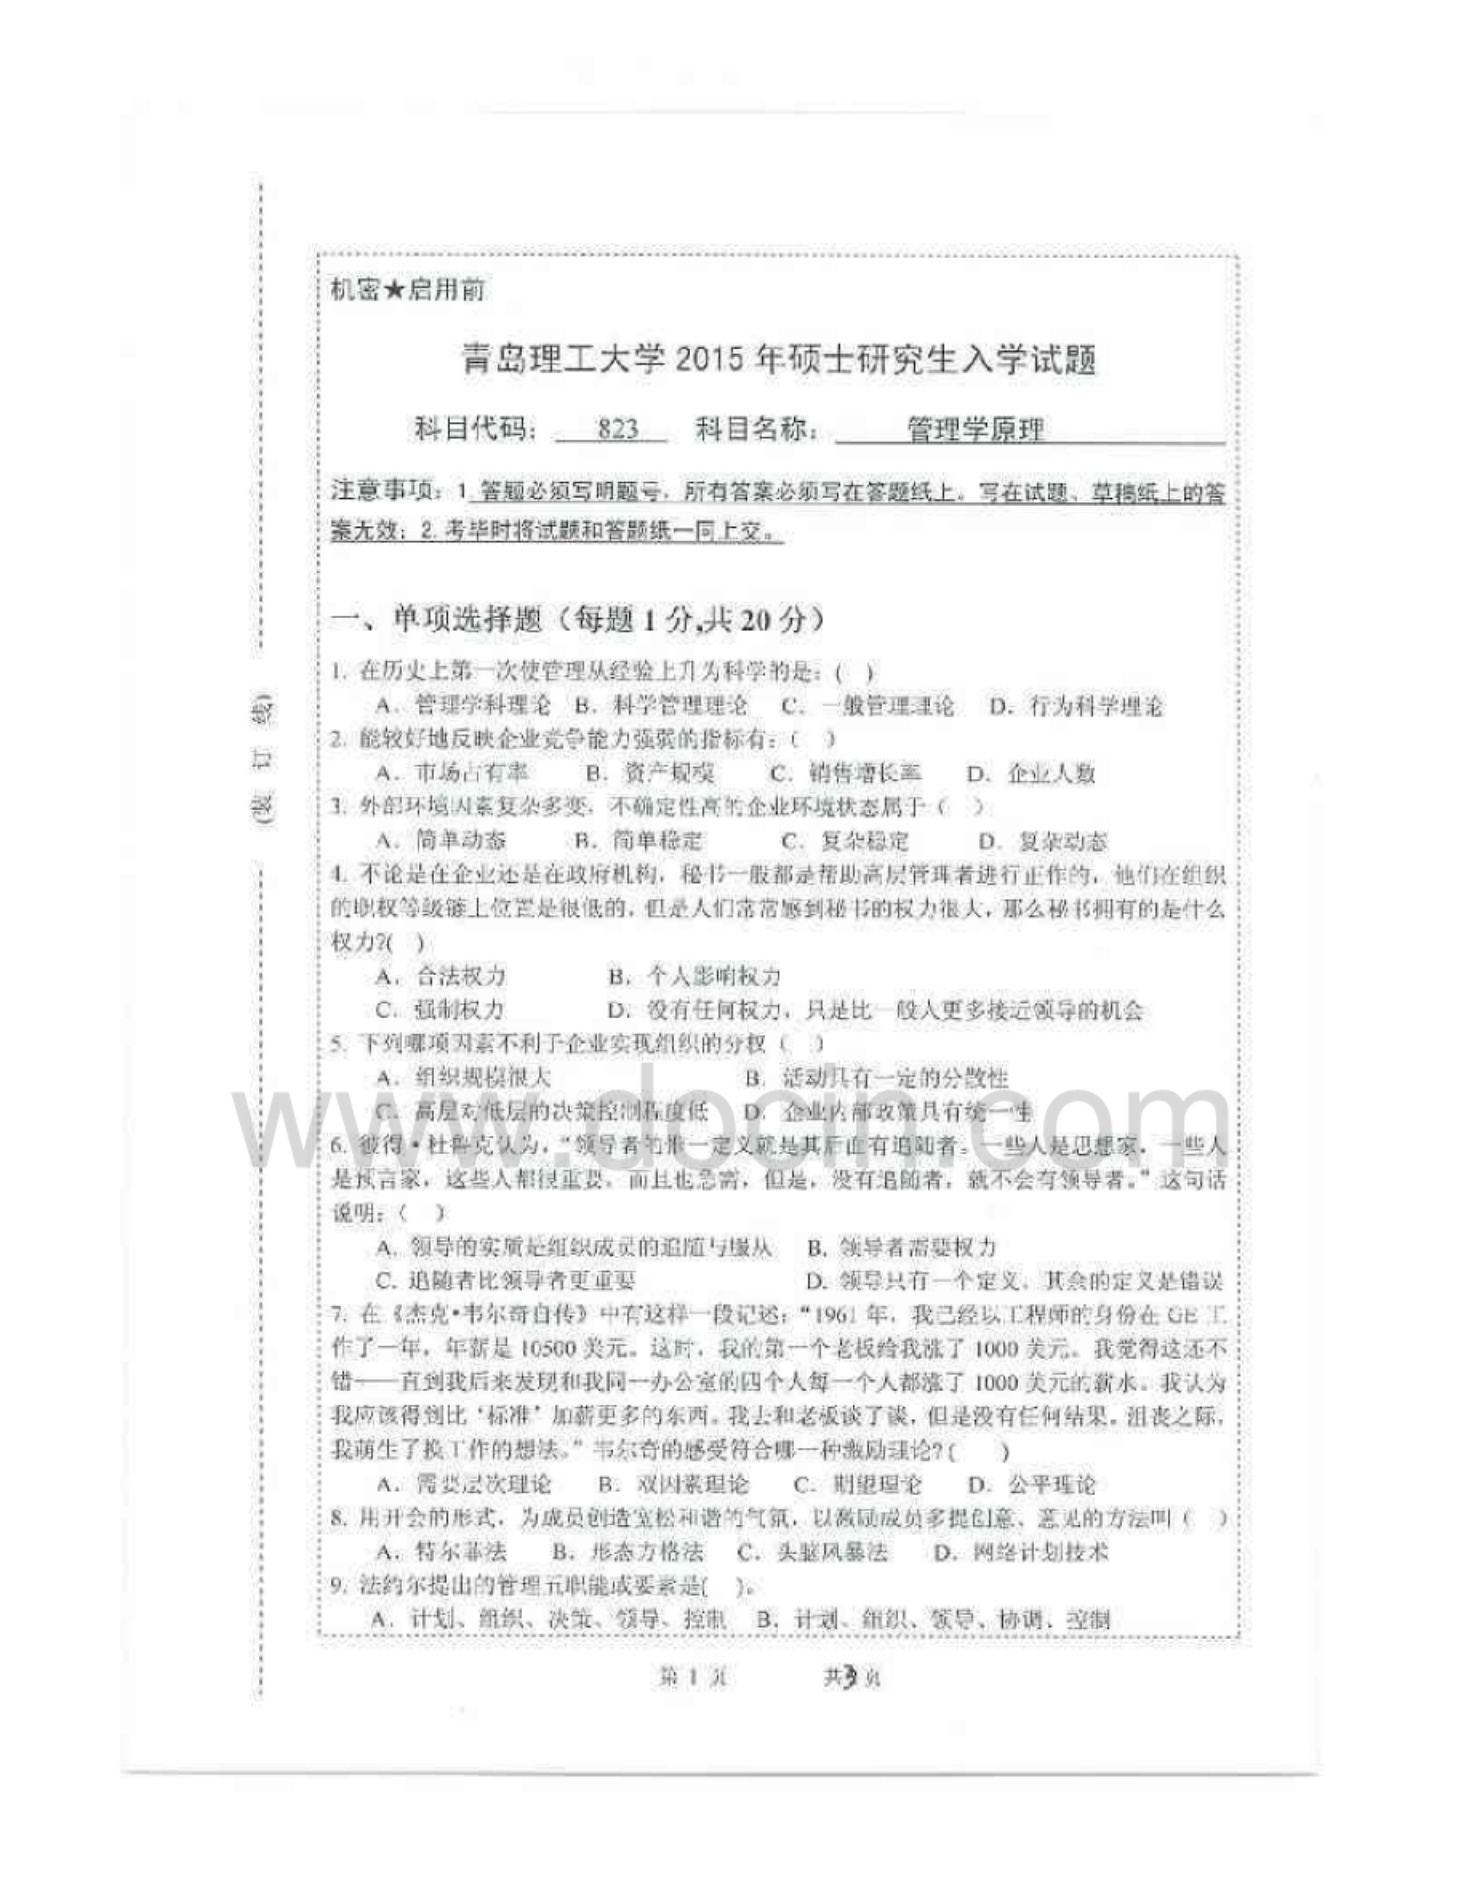 机密★启用前
青岛理工大学 2015 年硕士研究生入学试题
科目代码: 823 科目名称: 管理学原理
注意事项: 1.答题必须写明题号,所有答案必须写在答题纸上。写在试题、草稿纸上的答
案无效; 2.考毕时将试题和答题纸一同上交。
一、单项选择题(每题 1 分,共 20 分)
1. 在历史上第一次使管理从经验上升为科学的是: ( )
A. 管理学科理论 B. 科学管理理论 C. 一般管理理论 D. 行为科学理论
2. 能较好地反映企业竞争能力强弱的指标有: ( )
A. 市场占有率 B. 资产规模 C. 销售增长率 D. 企业人数
3. 外部环境因素复杂多变,不确定性高的企业环境状态属于 ( )
A. 简单动态 B. 简单稳定 C. 复杂稳定 D. 复杂动态
4. 不论是在企业还是在政府机构,秘书一般都是帮助高层管理者进行工作的,他们在组织
的职权等级链上位置是很低的,但是人们常常感到秘书的权力很大,那么秘书拥有的是什么
权力?( )
A. 合法权力 B. 个人影响权力
C. 强制权力 D. 没有任何权力,只是比一般人更多接近领导的机会
5. 下列哪项因素不利于企业实现组织的分权 ( )
A. 组织规模很大 B. 活动具有一定的分散性
C. 高层对低层的决策控制程度低 D. 企业内部政策具有统一性
6. 彼得·杜鲁克认为,“领导者的唯一定义就是其后面有追随者。一些人是思想家,一些人
是预言家,这些人都很重要,而且也急需,但是,没有追随者,就不会有领导者。”这句话
说明: ( )
A. 领导的实质是组织成员的追随与服从 B. 领导者需要权力
C. 追随者比领导者更重要 D. 领导只有一个定义,其余的定义是错误
7. 在《杰克·韦尔奇自传》中有这样一段记述: “1961 年,我已经以工程师的身份在 GE 工
作了一年,年薪是 10500 美元。这时,我的第一个老板给我涨了 1000 美元。我觉得这还不
错——直到我后来发现和我同一办公室的四个人每一个人都涨了 1000 美元的薪水。我认为
我应该得到比‘标准’加薪更多的东西。我去和老板谈了谈,但是没有任何结果。沮丧之际,
我萌生了换工作的想法。”韦尔奇的感受符合哪一种激励理论? ( )
A. 需要层次理论 B. 双因素理论 C. 期望理论 D. 公平理论
8. 用开会的形式,为成员创造宽松和谐的气氛,以激励成员多提创意、意见的方法叫 ( )
A. 特尔菲法 B. 形态方格法 C. 头脑风暴法 D. 网络计划技术
9. 法约尔提出的管理五职能或要素是( )。
A. 计划、组织、决策、领导、控制 B. 计划、组织、领导、协调、控制
第 1 页 共3页
(装 订 线)
www.docin.com